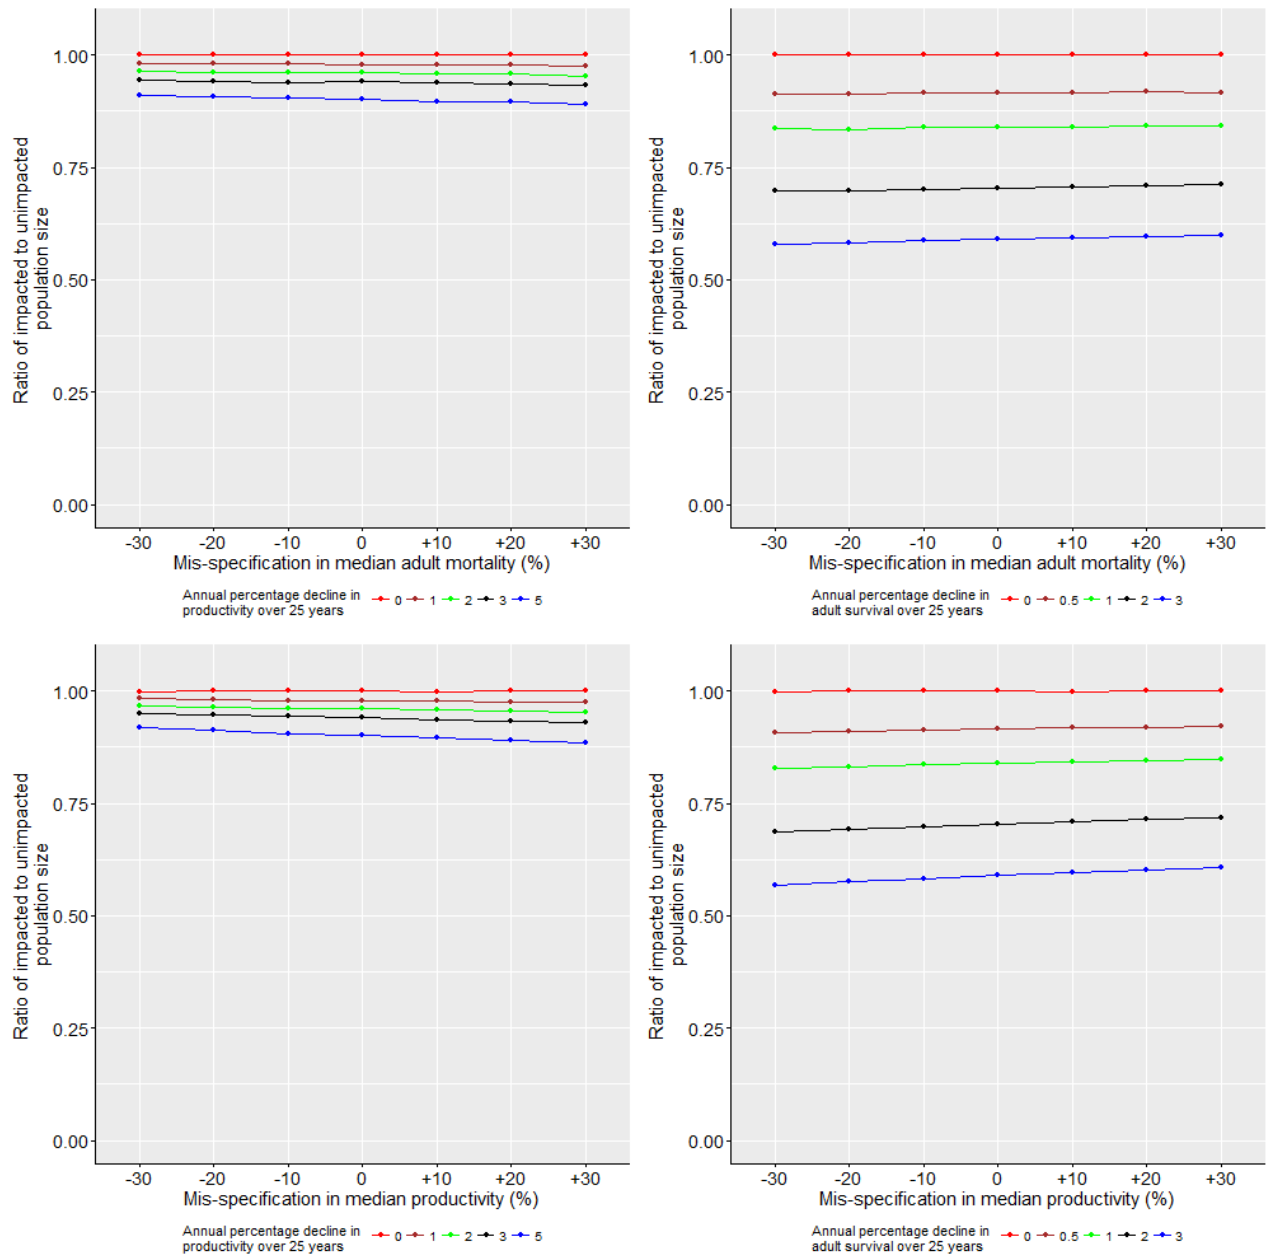 Ratio of impacted to unimpacted
population size
1.00
0.75
0.50
0.25
0.00
-30 -20 -10 0 +10 +20 +30
Mis-specification in median adult mortality (%)
Annual percentage decline in
productivity over 25 years
0 1 2 3 5
Ratio of impacted to unimpacted
population size
1.00
0.75
0.50
0.25
0.00
-30 -20 -10 0 +10 +20 +30
Mis-specification in median adult mortality (%)
Annual percentage decline in
adult survival over 25 years
0 0.5 1 2 3
Ratio of impacted to unimpacted
population size
1.00
0.75
0.50
0.25
0.00
-30 -20 -10 0 +10 +20 +30
Mis-specification in median productivity (%)
Annual percentage decline in
productivity over 25 years
0 1 2 3 5
Ratio of impacted to unimpacted
population size
1.00
0.75
0.50
0.25
0.00
-30 -20 -10 0 +10 +20 +30
Mis-specification in median productivity (%)
Annual percentage decline in
adult survival over 25 years
0 0.5 1 2 3